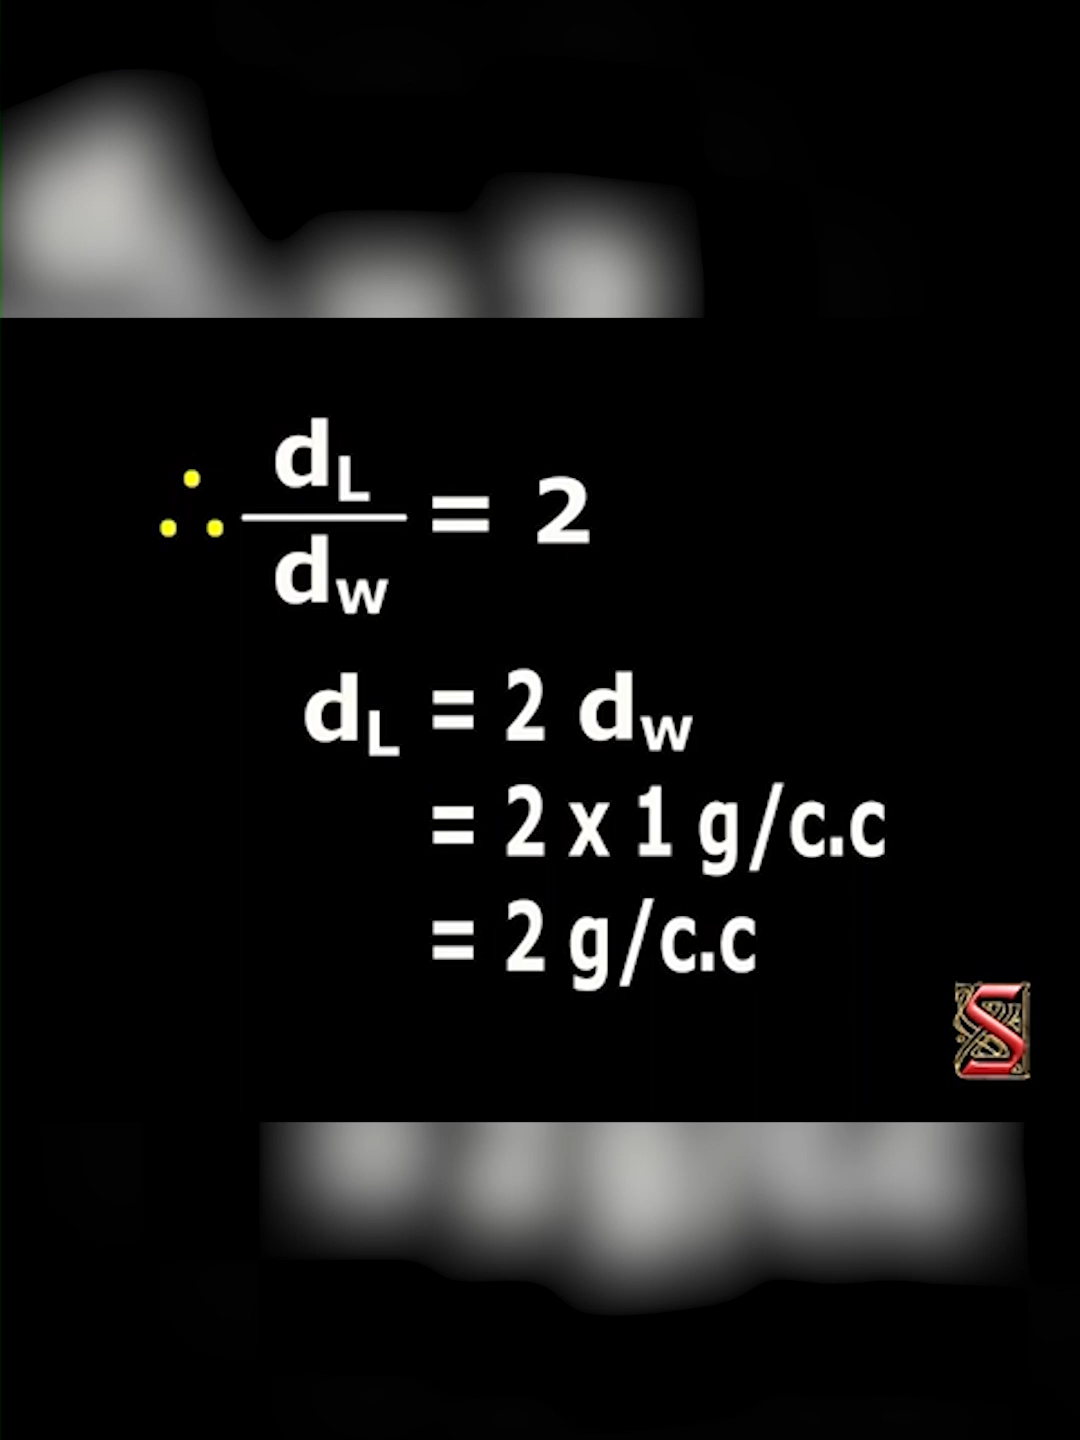 ∴ dL/dw = 2
dL = 2 dw
= 2 x 1 g/c.c
= 2 g/c.c
S